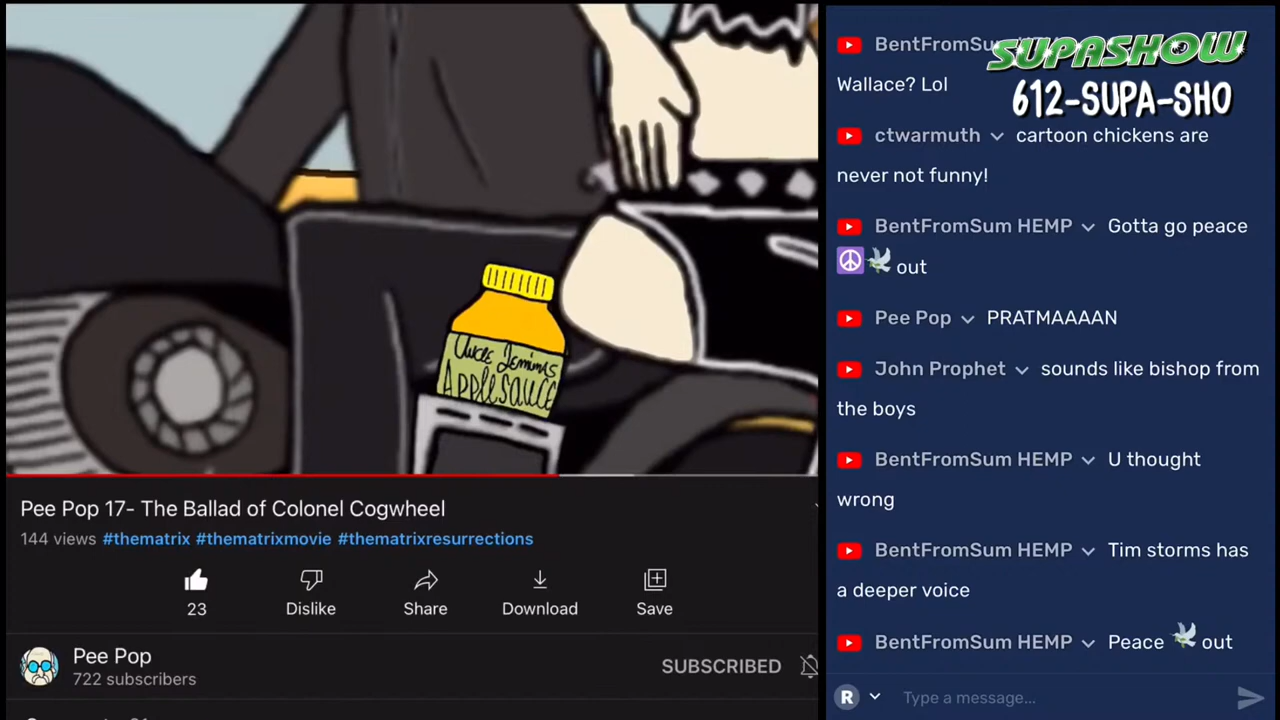 Uncle Jemima's
Applesauce
Pee Pop 17- The Ballad of Colonel Cogwheel
144 views #thematrix #thematrixmovie #thematrixresurrections
23
Dislike
Share
Download
Save
Pee Pop
722 subscribers
SUBSCRIBED
SUPASHOW
612-SUPA-SHO
BentFromSu
Wallace? Lol
ctwarmuth cartoon chickens are
never not funny!
BentFromSum HEMP Gotta go peace
out
Pee Pop PRATMAAAAN
John Prophet sounds like bishop from
the boys
BentFromSum HEMP U thought
wrong
BentFromSum HEMP Tim storms has
a deeper voice
BentFromSum HEMP Peace out
R Type a message...